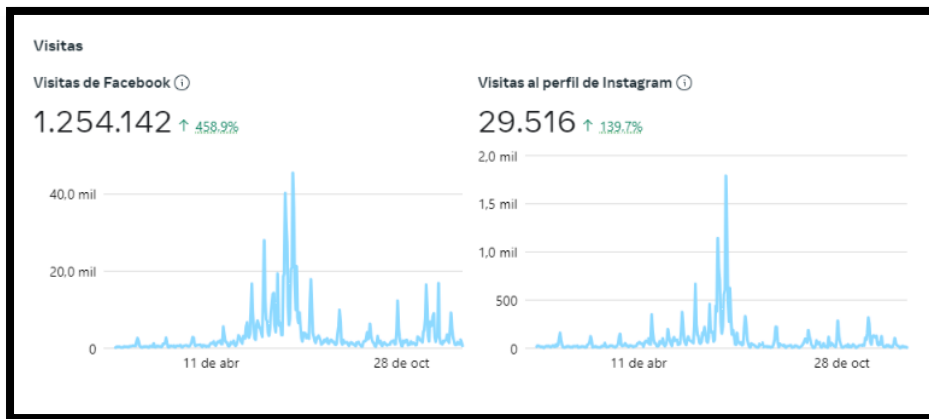 Visitas
Visitas de Facebook
1.254.142 ↑ 458,9%
40,0 mil
20,0 mil
0
11 de abr
28 de oct
Visitas al perfil de Instagram
29.516 ↑ 139,7%
2,0 mil
1,5 mil
1,0 mil
500
0
11 de abr
28 de oct